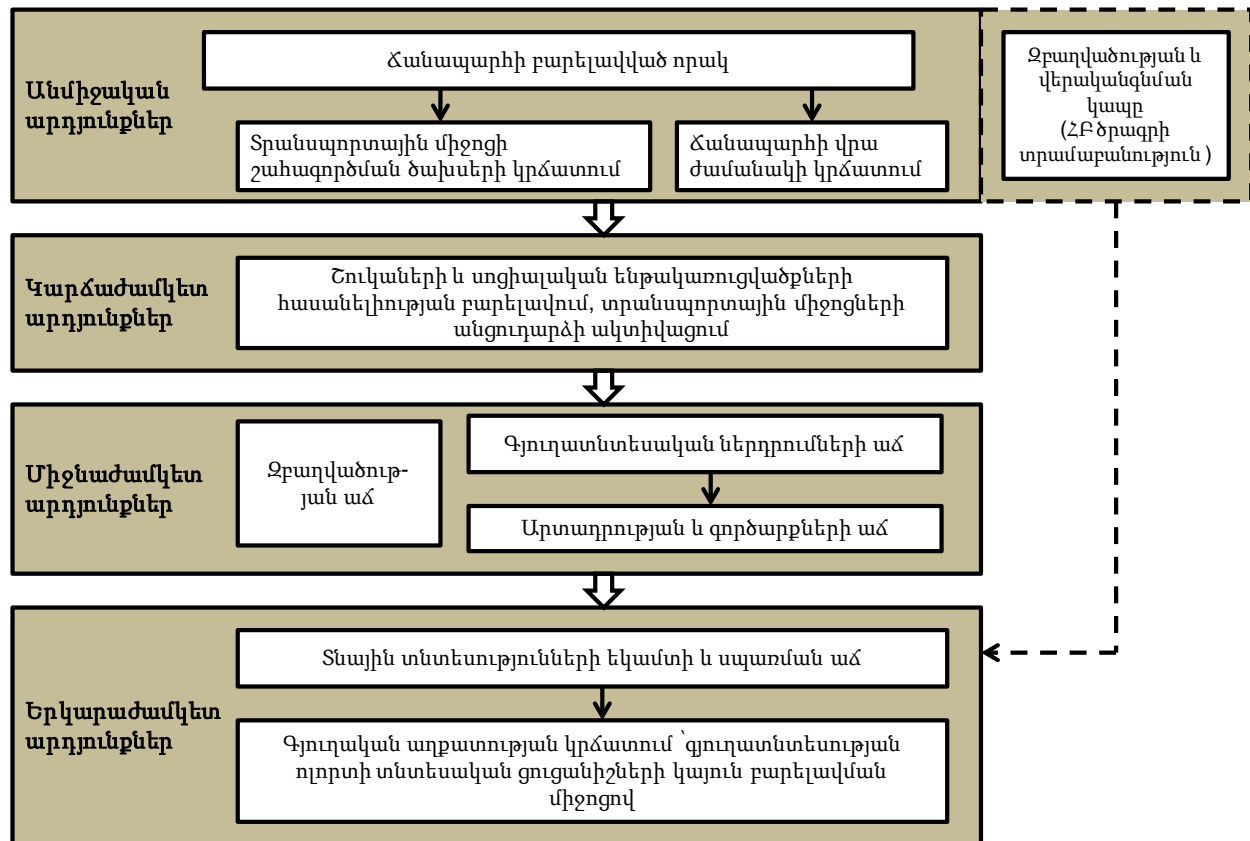 Անմիջական
արդյունքներ
Ճանապարհի բարելավված որակ
Տրանսպորտային միջոցի
շահագործման ծախսերի կրճատում
Ճանապարհի վրա
ժամանակի կրճատում
Զբաղվածության և
վերականգնման
կապը
(ՀԲ ծրագրի
տրամաբանություն )
Կարճաժամկետ
արդյունքներ
Շուկաների և սոցիալական ենթակառուցվածքների
հասանելիության բարելավում, տրանսպորտային միջոցների
անցուդարձի ակտիվացում
Միջնաժամկետ
արդյունքներ
Զբաղվածութ-
յան աճ
Գյուղատնտեսական ներդրումների աճ
Արտադրության և գործարքների աճ
Երկարաժամկետ
արդյունքներ
Տնային տնտեսությունների եկամտի և սպառման աճ
Գյուղական աղքատության կրճատում `գյուղատնտեսության
ոլորտի տնտեսական ցուցանիշների կայուն բարելավման
միջոցով